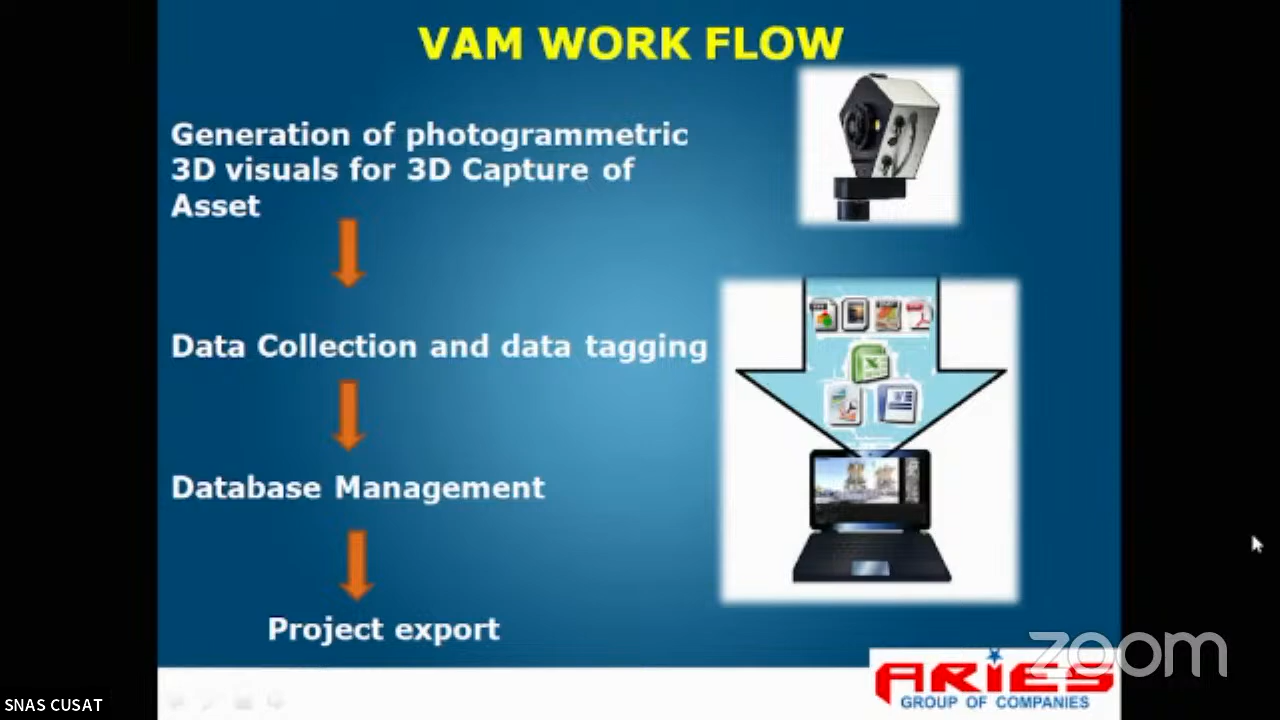 VAM WORK FLOW
Generation of photogrammetric
3D visuals for 3D Capture of
Asset
Data Collection and data tagging
Database Management
Project export
zoom
ARIES
GROUP OF COMPANIES
SNAS CUSAT